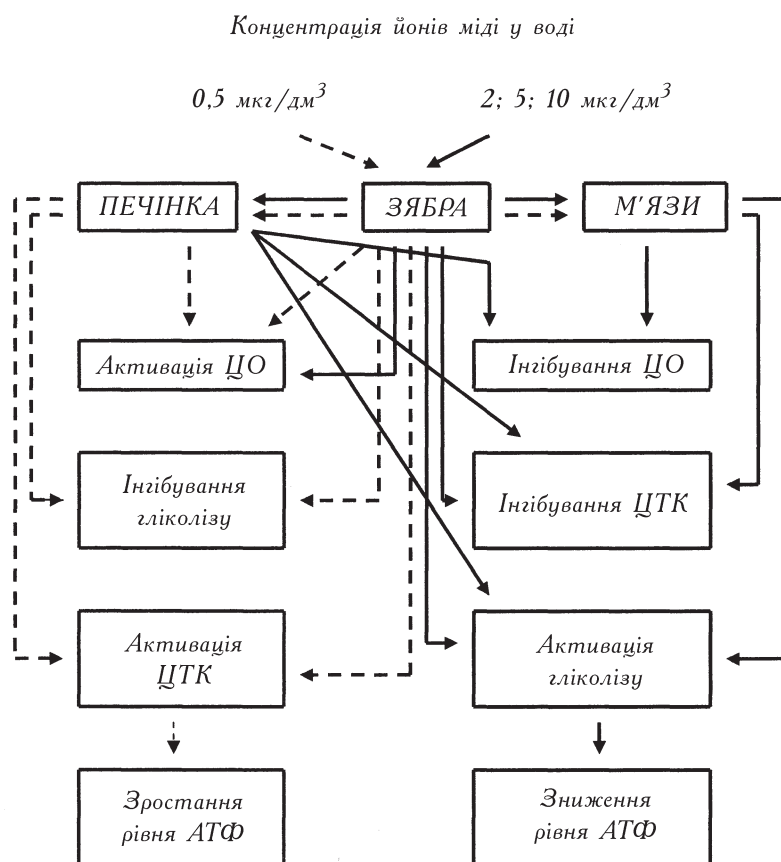 Концентрація йонів міді у воді
0,5 мкг/дм3
2; 5; 10 мкг/дм3
ПЕЧІНКА
ЗЯБРА
М'ЯЗИ
Активація ЦО
Інгібування ЦО
Інгібування
гліколізу
Інгібування ЦТК
Активація
ЦТК
Активація
гліколізу
Зростання
рівня АТФ
Зниження
рівня АТФ